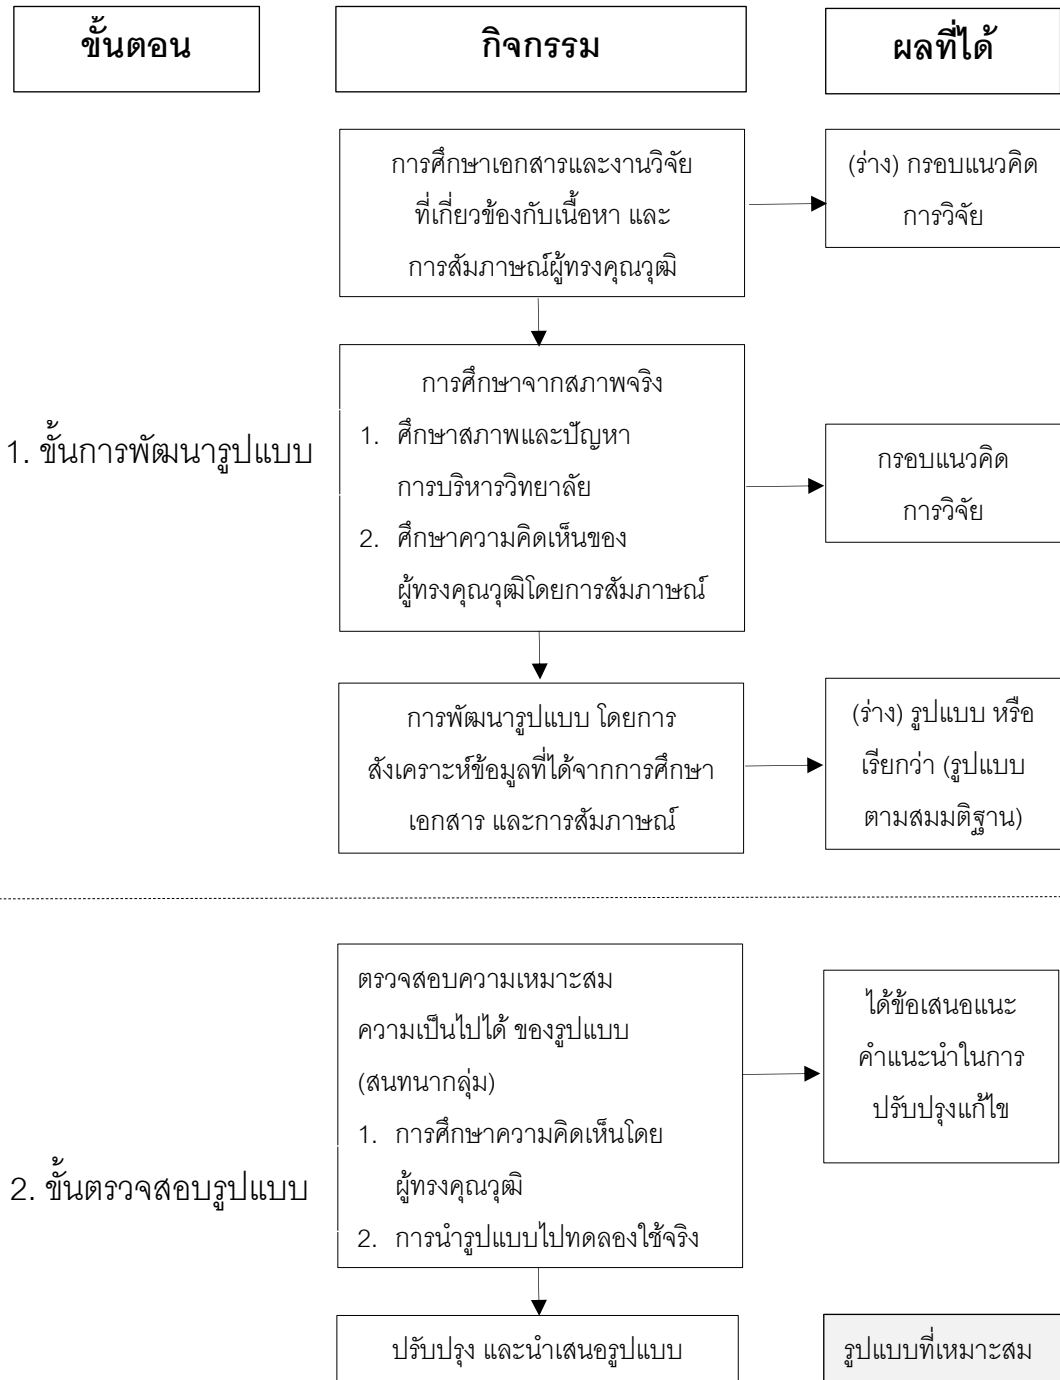 ขั้นตอน
กิจกรรม
ผลที่ได้
การศึกษาเอกสารและงานวิจัย
ที่เกี่ยวข้องกับเนื้อหา และ
การสัมภาษณ์ผู้ทรงคุณวุฒิ
(ร่าง) กรอบแนวคิด
การวิจัย
1. ขั้นการพัฒนารูปแบบ
การศึกษาจากสภาพจริง
1. ศึกษาสภาพและปัญหา
การบริหารวิทยาลัย
2. ศึกษาความคิดเห็นของ
ผู้ทรงคุณวุฒิโดยการสัมภาษณ์
กรอบแนวคิด
การวิจัย
การพัฒนารูปแบบ โดยการ
สังเคราะห์ข้อมูลที่ได้จากการศึกษา
เอกสาร และการสัมภาษณ์
(ร่าง) รูปแบบ หรือ
เรียกว่า (รูปแบบ
ตามสมมติฐาน)
2. ขั้นตรวจสอบรูปแบบ
ตรวจสอบความเหมาะสม
ความเป็นไปได้ ของรูปแบบ
(สนทนากลุ่ม)
1. การศึกษาความคิดเห็นโดย
ผู้ทรงคุณวุฒิ
2. การนำรูปแบบไปทดลองใช้จริง
ได้ข้อเสนอแนะ
คำแนะนำในการ
ปรับปรุงแก้ไข
ปรับปรุง และนำเสนอรูปแบบ
รูปแบบที่เหมาะสม